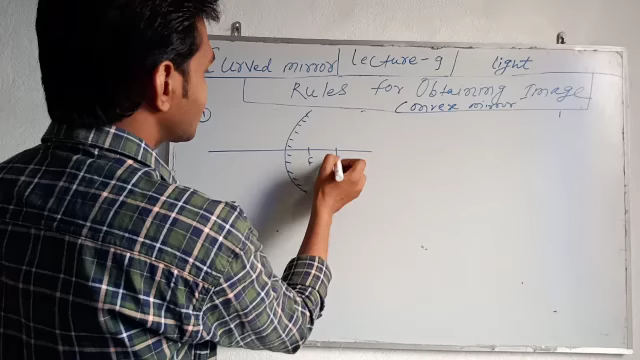 Curved mirror | Lecture-9 | light
Rules for Obtaining Image
Convex mirror
1
F